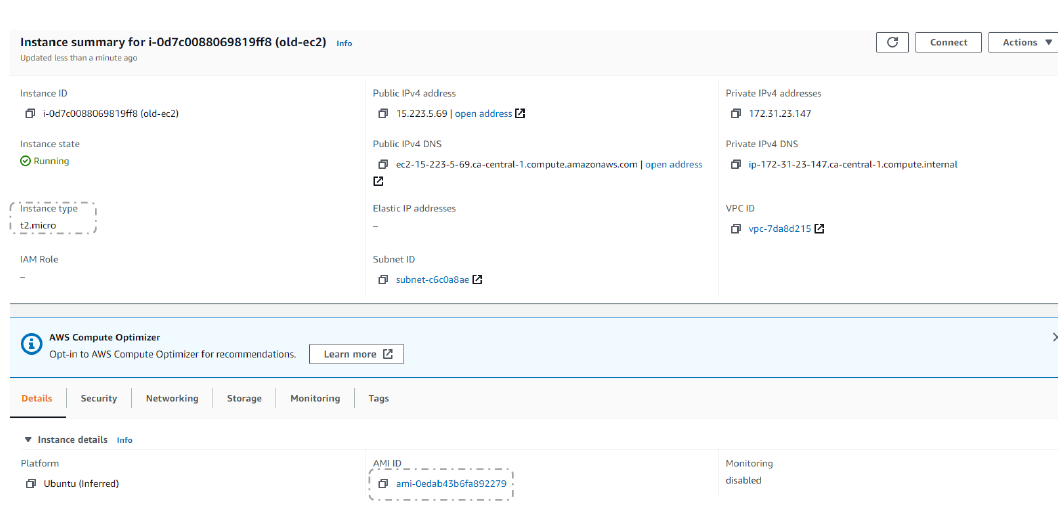 Instance summary for i-0d7c0088069819ff8 (old-ec2) Info
Updated less than a minute ago
Connect
Actions
Instance ID
i-0d7c0088069819ff8 (old-ec2)
Public IPv4 address
15.223.5.69 | open address
Private IPv4 addresses
172.31.23.147
Instance state
Running
Public IPv4 DNS
ec2-15-223-5-69.ca-central-1.compute.amazonaws.com | open address
Private IPv4 DNS
ip-172-31-23-147.ca-central-1.compute.internal
Instance type
t2.micro
Elastic IP addresses
–
VPC ID
vpc-7da8d215
IAM Role
–
Subnet ID
subnet-c6c0a8ae
AWS Compute Optimizer
Opt-in to AWS Compute Optimizer for recommendations.
Learn more
Details
Security
Networking
Storage
Monitoring
Tags
Instance details Info
Platform
Ubuntu (Inferred)
AMI ID
ami-0edab43b6fa892279
Monitoring
disabled